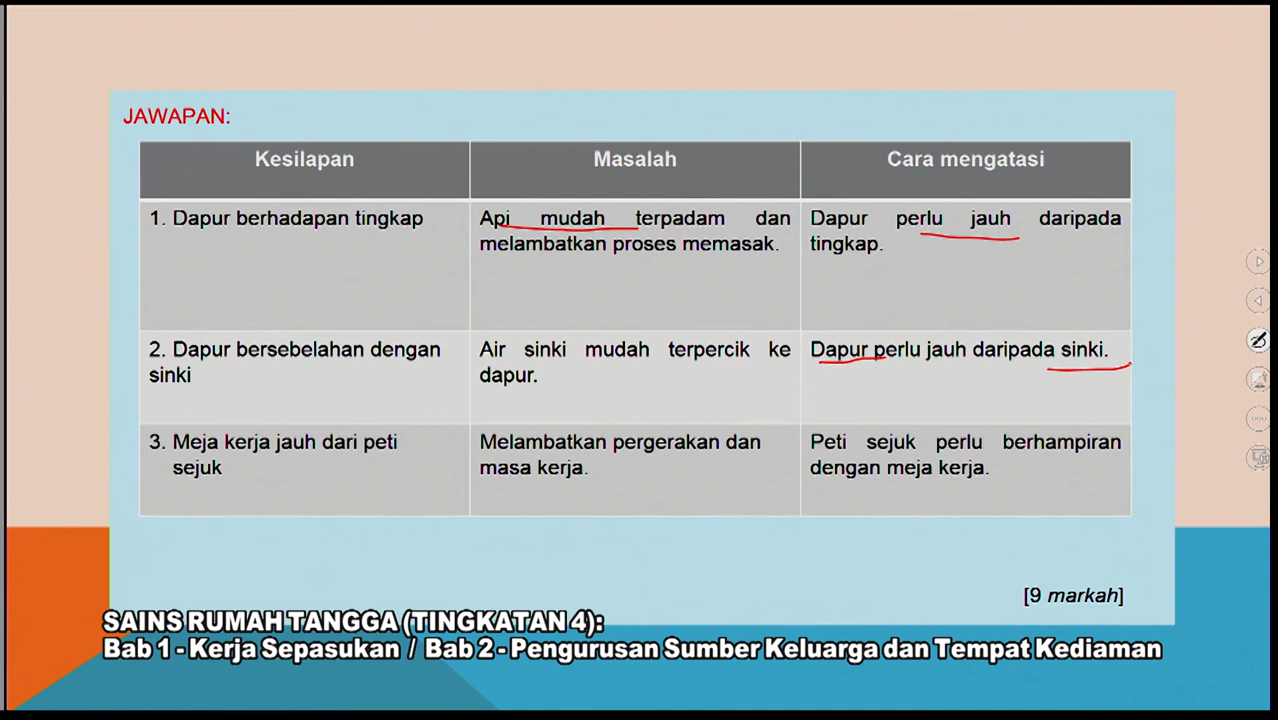 JAWAPAN:
Kesilapan
Masalah
Cara mengatasi
1. Dapur berhadapan tingkap
Api mudah terpadam dan
melambatkan proses memasak.
Dapur perlu jauh daripada
tingkap.
2. Dapur bersebelahan dengan
sinki
Air sinki mudah terpercik ke
dapur.
Dapur perlu jauh daripada sinki.
3. Meja kerja jauh dari peti
sejuk
Melambatkan pergerakan dan
masa kerja.
Peti sejuk perlu berhampiran
dengan meja kerja.
[9 markah]
SAINS RUMAH TANGGA (TINGKATAN 4):
Bab 1 - Kerja Sepasukan / Bab 2 - Pengurusan Sumber Keluarga dan Tempat Kediaman